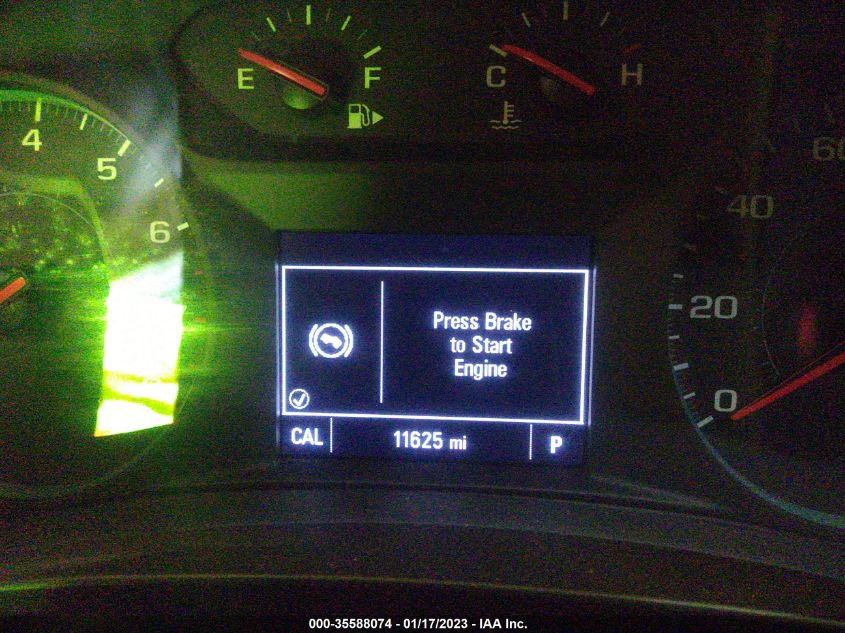 E
F
C
H
4
5
6
60
40
20
0
Press Brake
to Start
Engine
CAL
11625 mi
P
000-35588074 - 01/17/2023 - IAA Inc.